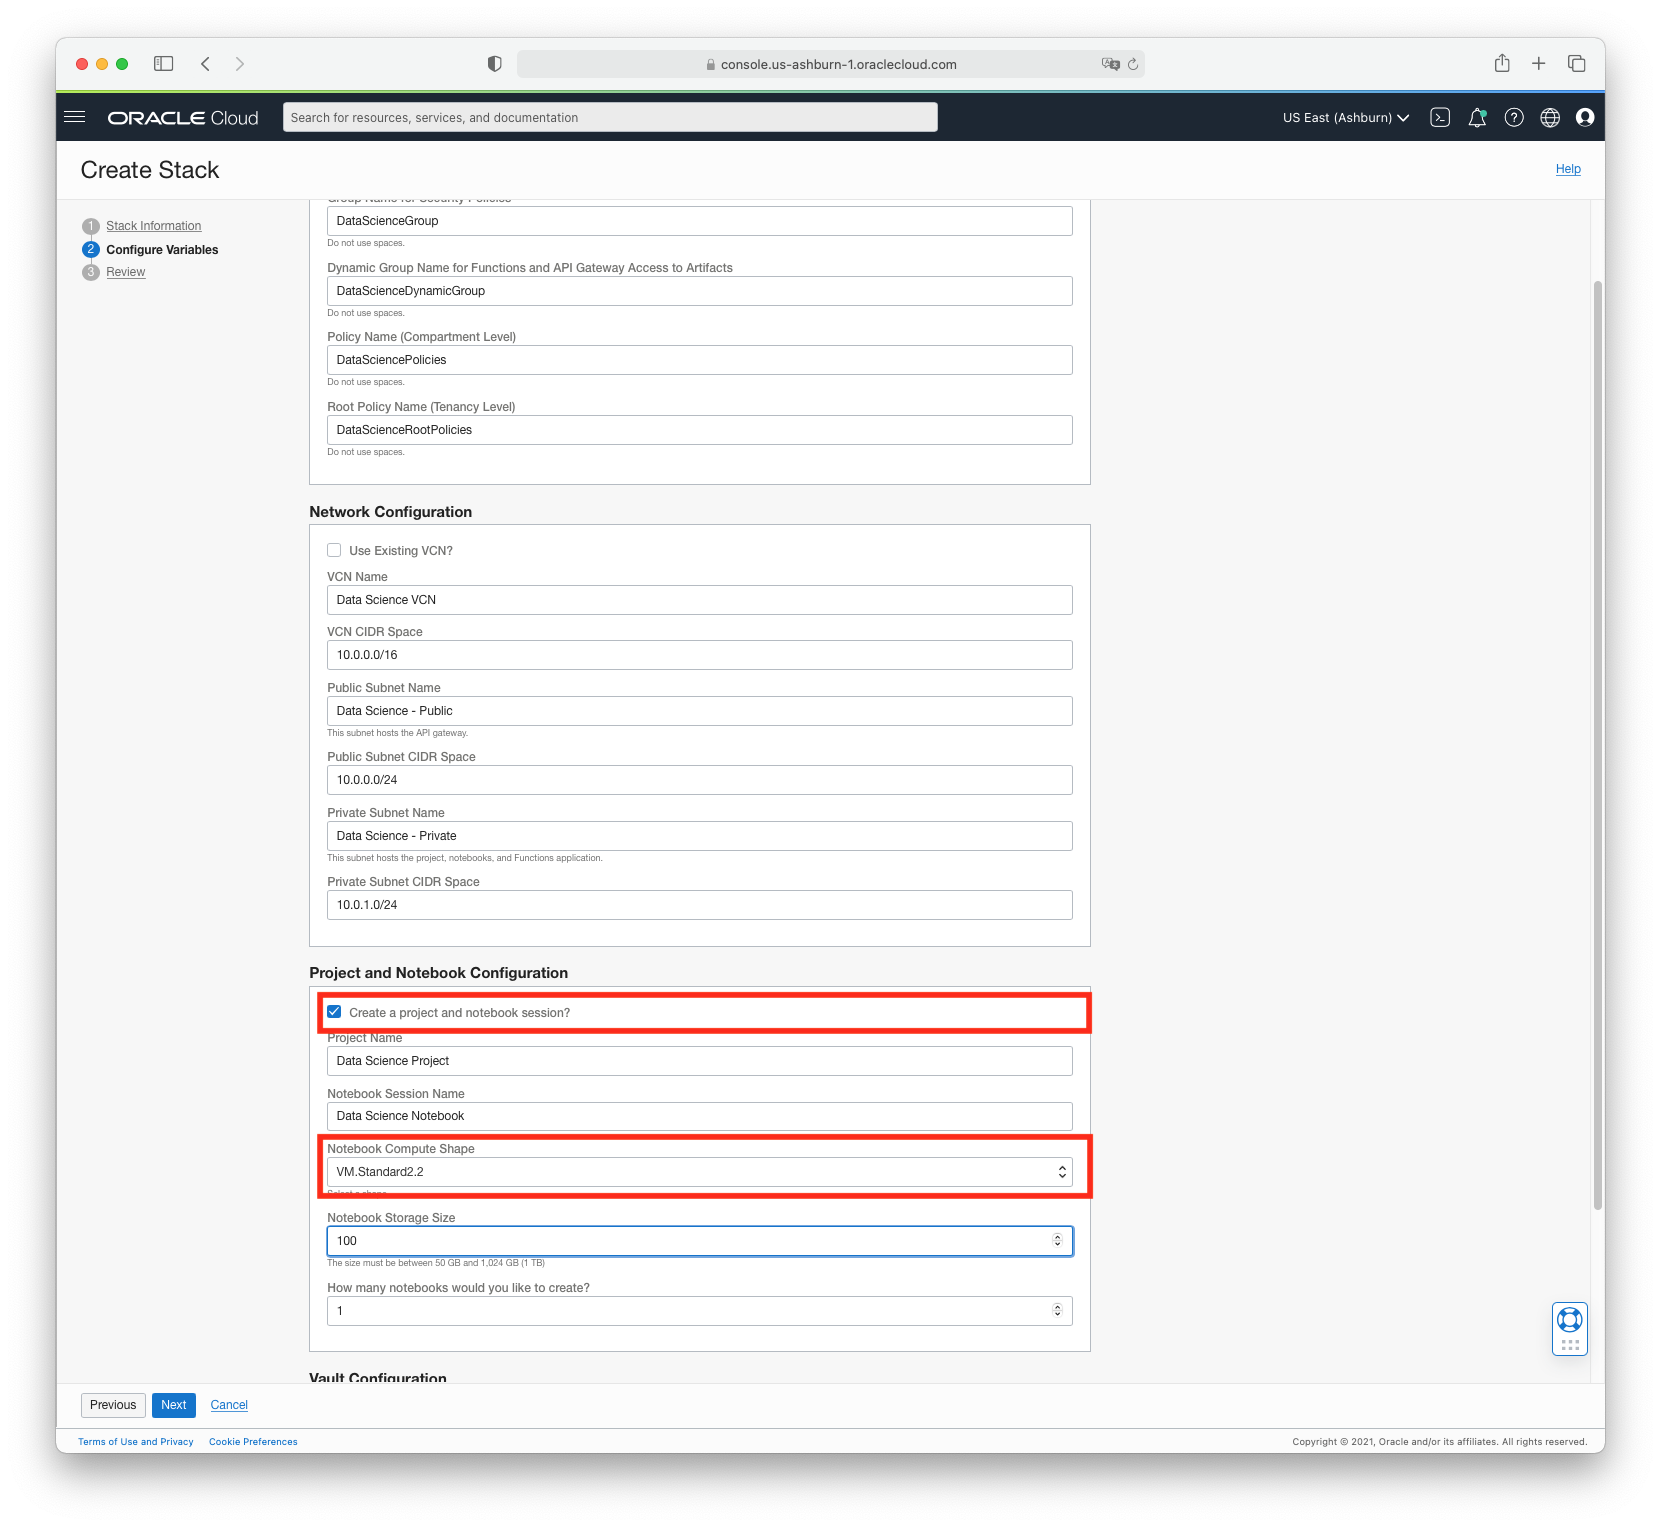 console.us-ashburn-1.oraclecloud.com
ORACLE Cloud
Search for resources, services, and documentation
US East (Ashburn)
Create Stack
Help
1 Stack Information
2 Configure Variables
3 Review
Group Name for Security Policies
DataScienceGroup
Do not use spaces.
Dynamic Group Name for Functions and API Gateway Access to Artifacts
DataScienceDynamicGroup
Do not use spaces.
Policy Name (Compartment Level)
DataSciencePolicies
Do not use spaces.
Root Policy Name (Tenancy Level)
DataScienceRootPolicies
Do not use spaces.
Network Configuration
Use Existing VCN?
VCN Name
Data Science VCN
VCN CIDR Space
10.0.0.0/16
Public Subnet Name
Data Science - Public
This subnet hosts the API gateway.
Public Subnet CIDR Space
10.0.0.0/24
Private Subnet Name
Data Science - Private
This subnet hosts the project, notebooks, and Functions application.
Private Subnet CIDR Space
10.0.1.0/24
Project and Notebook Configuration
Create a project and notebook session?
Project Name
Data Science Project
Notebook Session Name
Data Science Notebook
Notebook Compute Shape
VM.Standard2.2
Select a shape
Notebook Storage Size
100
The size must be between 50 GB and 1,024 GB (1 TB)
How many notebooks would you like to create?
1
Vault Configuration
Previous
Next
Cancel
Terms of Use and Privacy
Cookie Preferences
Copyright © 2021, Oracle and/or its affiliates. All rights reserved.